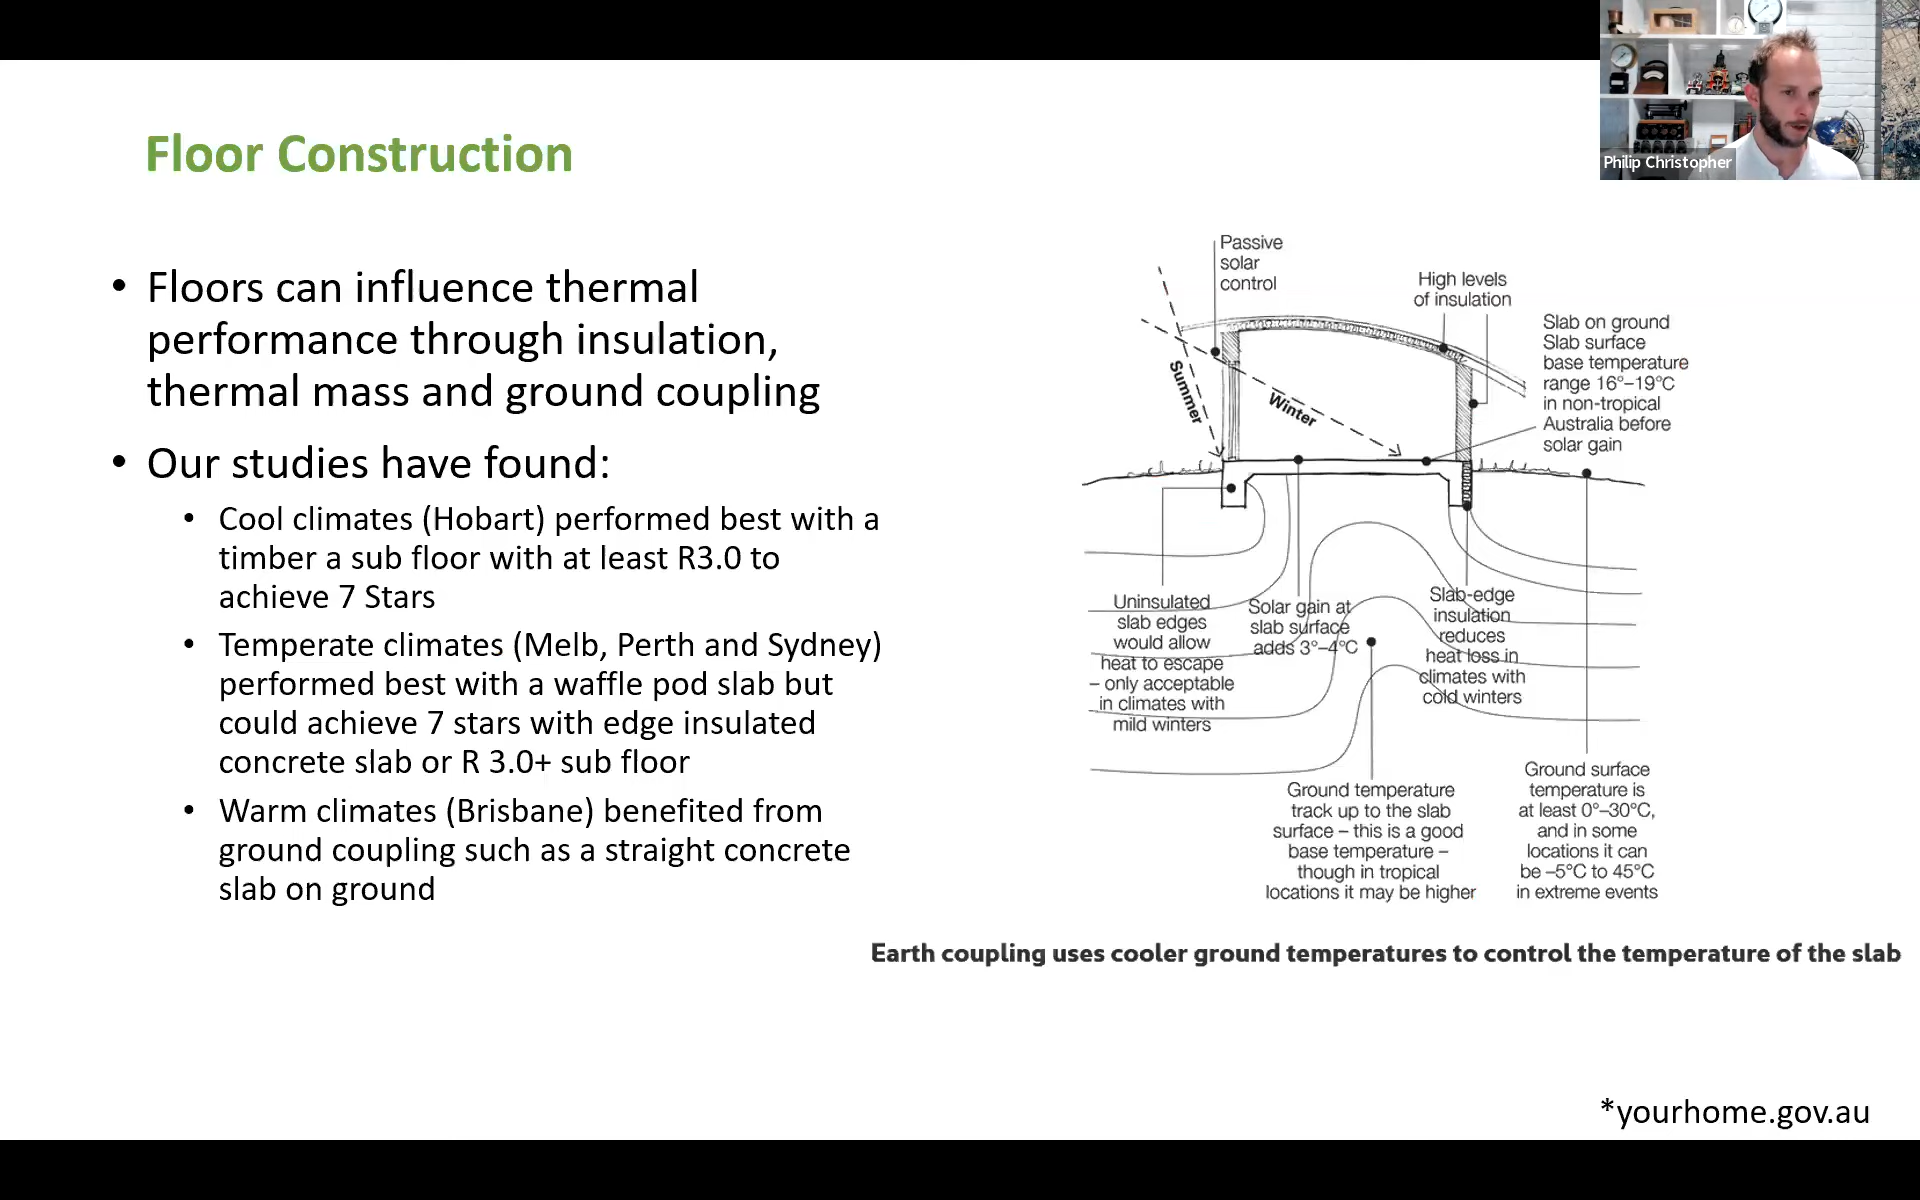 Philip Christopher
Floor Construction
• Floors can influence thermal
performance through insulation,
thermal mass and ground coupling
• Our studies have found:
• Cool climates (Hobart) performed best with a
timber a sub floor with at least R3.0 to
achieve 7 Stars
• Temperate climates (Melb, Perth and Sydney)
performed best with a waffle pod slab but
could achieve 7 stars with edge insulated
concrete slab or R 3.0+ sub floor
• Warm climates (Brisbane) benefited from
ground coupling such as a straight concrete
slab on ground
Passive
solar
control
High levels
of insulation
Slab on ground
Slab surface
base temperature
range 16°–19°C
in non-tropical
Australia before
solar gain
Summer
Winter
Uninsulated
slab edges
would allow
heat to escape
– only acceptable
in climates with
mild winters
Solar gain at
slab surface
adds 3°–4°C
Slab-edge
insulation
reduces
heat loss in
climates with
cold winters
Ground temperature
track up to the slab
surface – this is a good
base temperature –
though in tropical
locations it may be higher
Ground surface
temperature is
at least 0°–30°C,
and in some
locations it can
be –5°C to 45°C
in extreme events
Earth coupling uses cooler ground temperatures to control the temperature of the slab
*yourhome.gov.au